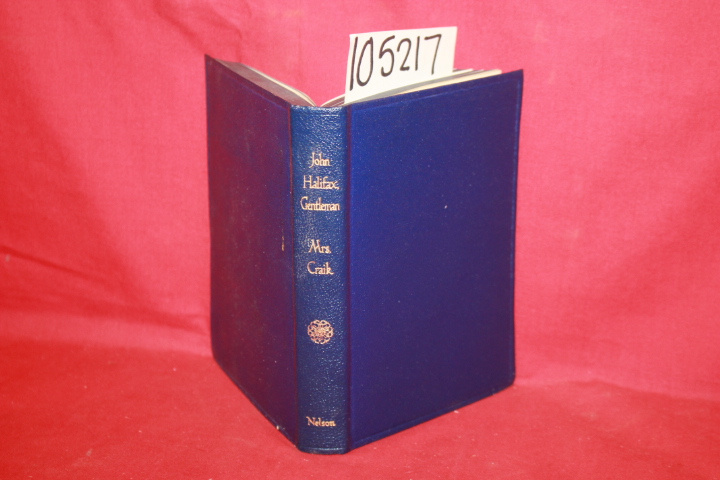 105217
John
Halifax,
Gentleman
Mrs.
Craik
Nelson